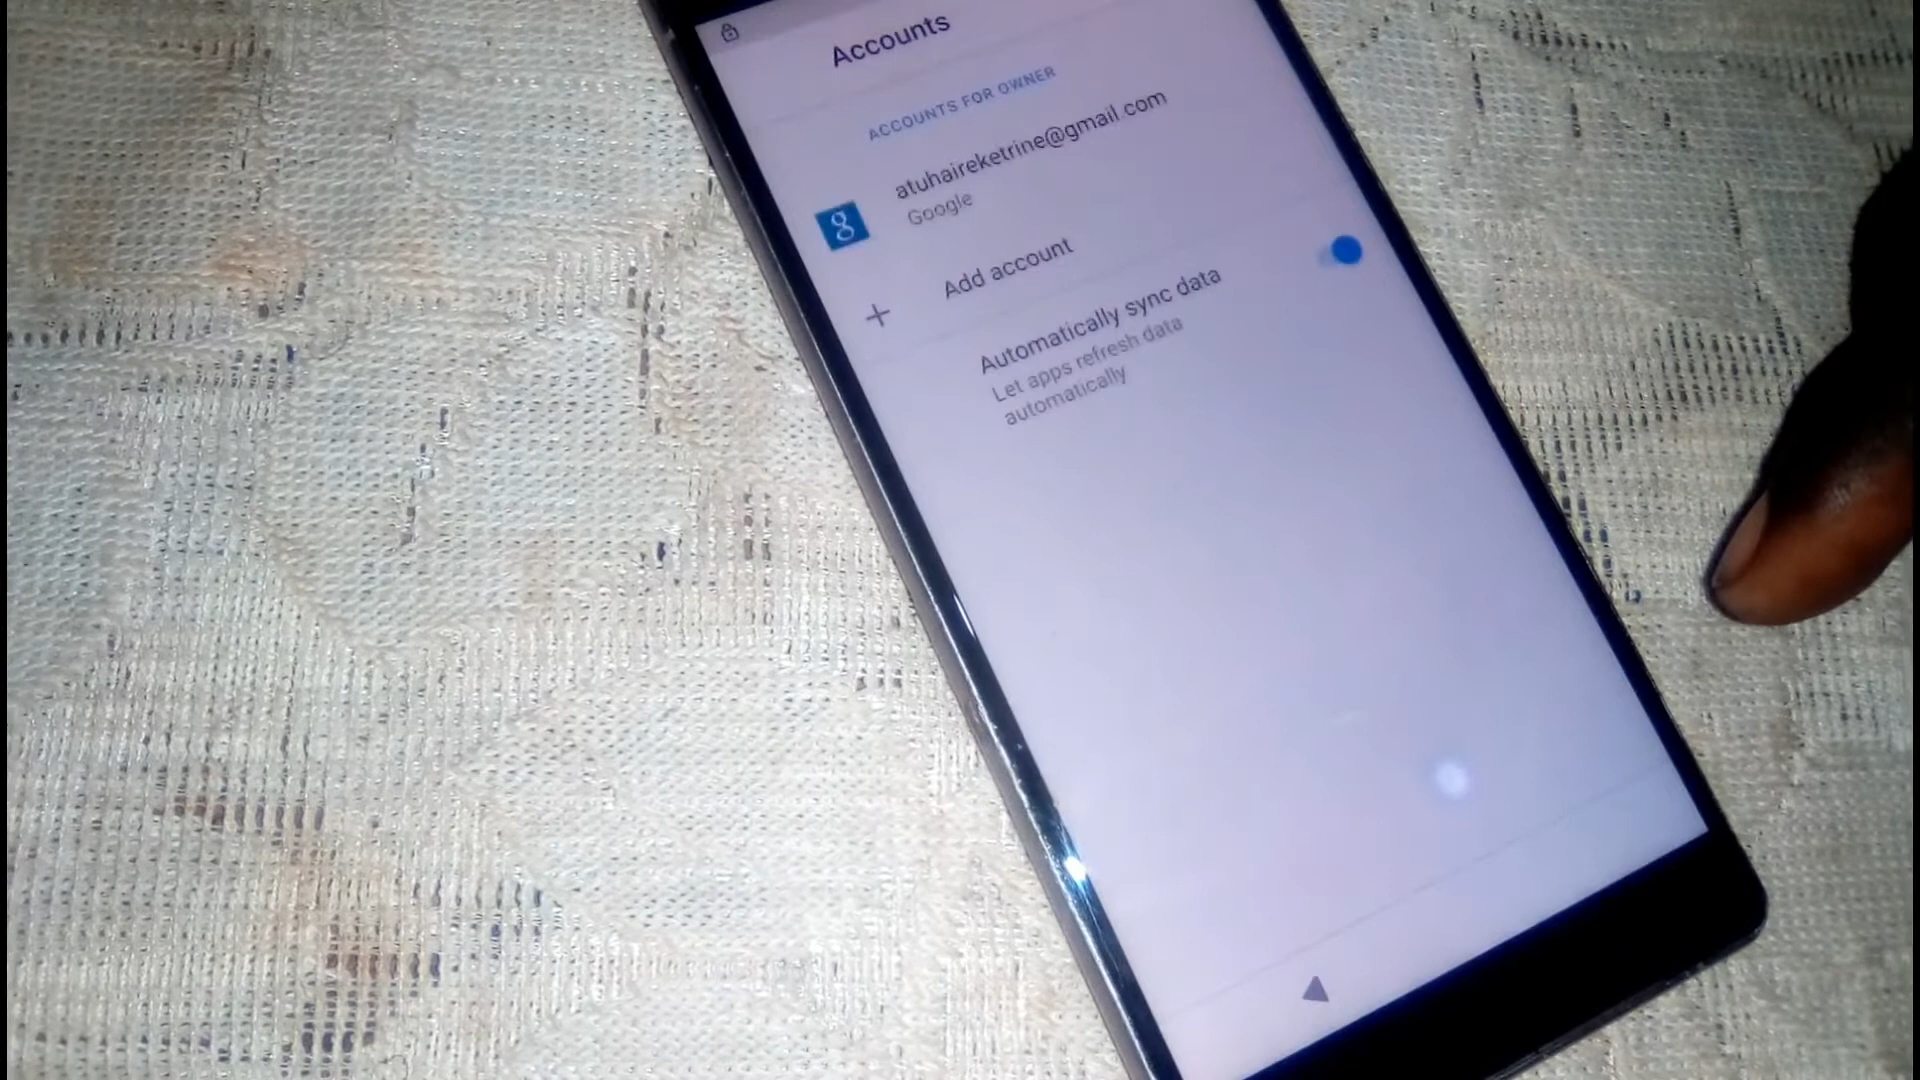 Accounts
ACCOUNTS FOR OWNER
atuhaireketrine@gmail.com
Google
g
Add account
Automatically sync data
Let apps refresh data
automatically